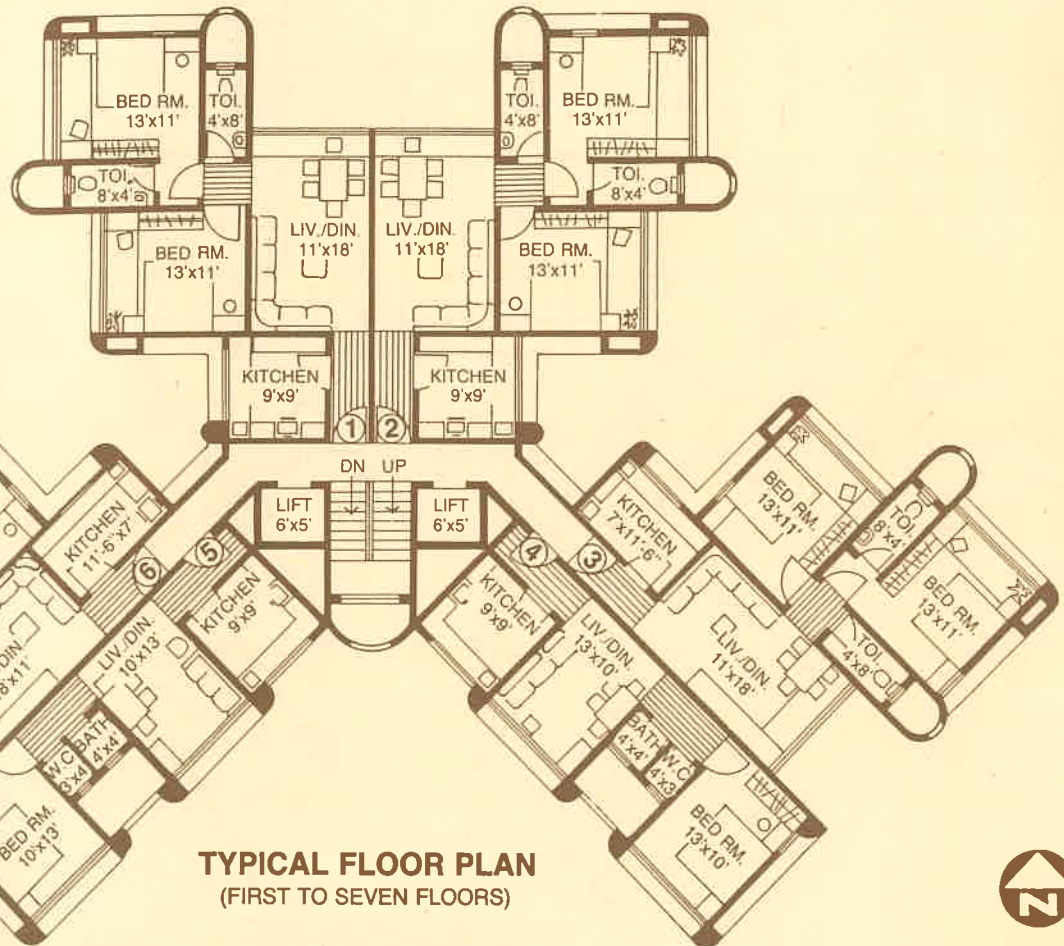 BED RM.
13'x11'
TOI.
4'x8'
TOI.
8'x4'
BED RM.
13'x11'
LIV./DIN.
11'x18'
KITCHEN
9'x9'
1
TOI.
4'x8'
BED RM.
13'x11'
TOI.
8'x4'
LIV./DIN.
11'x18'
BED RM.
13'x11'
KITCHEN
9'x9'
2
DN UP
LIFT
6'x5'
LIFT
6'x5'
KITCHEN
11'-6"x7'
6
5
KITCHEN
9'x9'
LIV./DIN.
10'x13'
DIN.
8'x11'
W.C
3'x4'
BATH
4'x4'
BED RM.
10'x13'
4
3
KITCHEN
7'x11'-6"
KITCHEN
9'x9'
LIV./DIN.
13'x10'
BATH
4'x4'
W.C
4'x3'
BED RM.
13'x10'
LIV./DIN.
11'x18'
BED RM.
13'x11'
TOI.
8'x4'
BED RM.
13'x11'
TOI.
4'x8'
TYPICAL FLOOR PLAN
(FIRST TO SEVEN FLOORS)
N